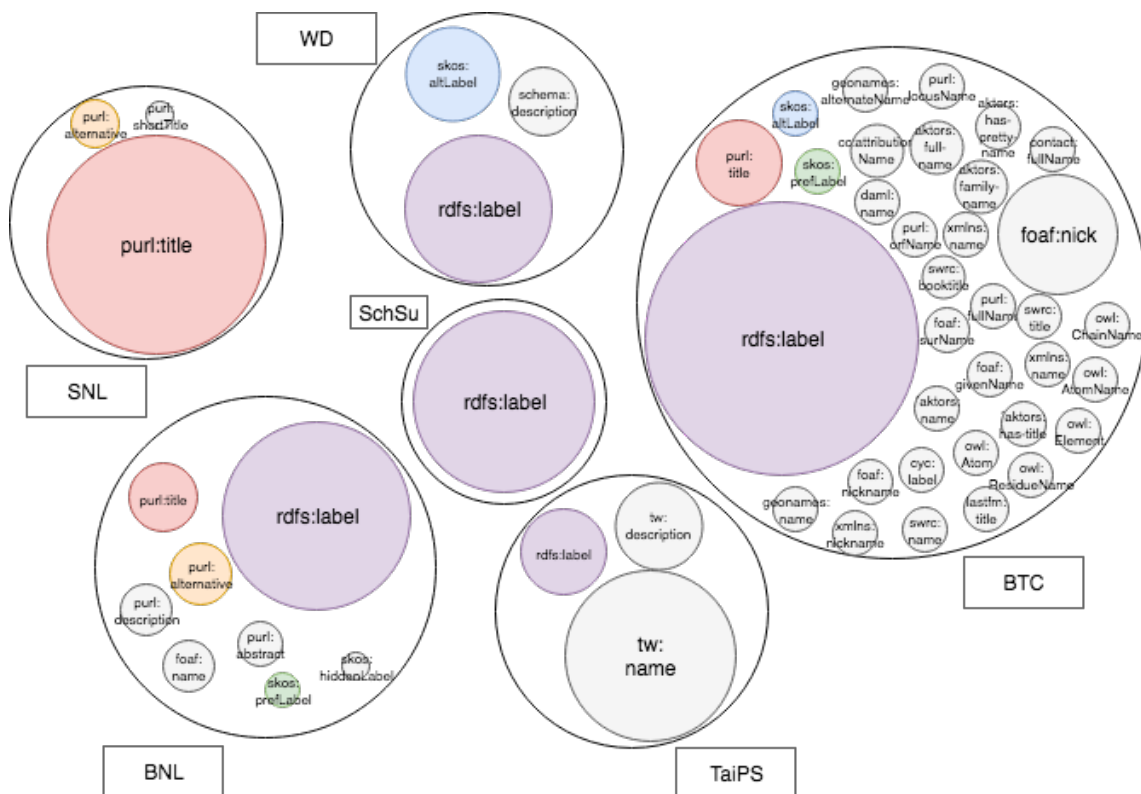 WD
skos:
altLabel
schema:
description
rdfs:label
purl:
alternative
purl:
shortTitle
purl:title
SNL
SchSu
rdfs:label
geonames:
alternateName
purl:
locusName
skos:
altLabel
aktors:
has-
pretty-
name
purl:
title
co:attribution
Name
aktors:
full-
name
contact:
fullName
skos:
prefLabel
daml:
name
aktors:
family-
name
purl:
orfName
xmlns:
name
foaf:nick
swrc:
booktitle
purl:
fullName
swrc:
title
owl:
ChainName
rdfs:label
foaf:
surName
foaf:
givenName
xmlns:
name
owl:
AtomName
aktors:
name
aktors:
has-title
owl:
Element
owl:
Atom
cyc:
label
owl:
ResidueName
foaf:
nickname
lastfm:
title
geonames:
name
xmlns:
nickname
swrc:
name
BTC
purl:title
rdfs:label
purl:
alternative
purl:
description
foaf:
name
purl:
abstract
skos:
hiddenLabel
skos:
prefLabel
BNL
rdfs:label
tw:
description
tw:
name
TaiPS